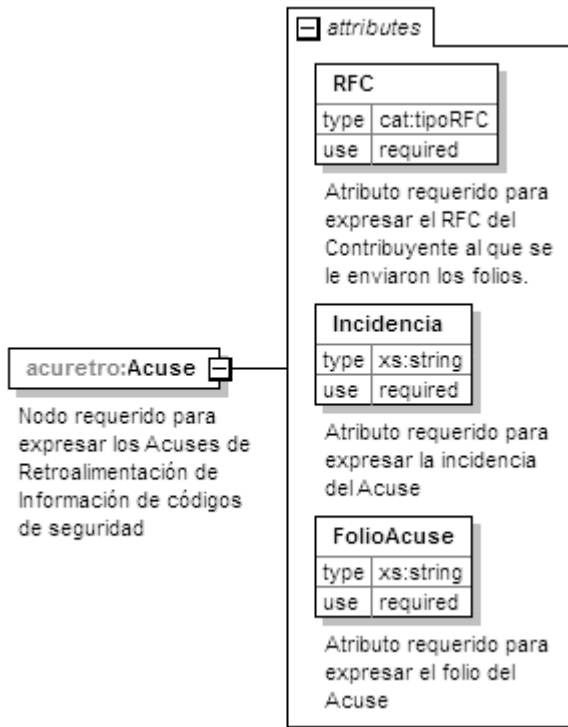 attributes
RFC
type cat:tipoRFC
use required
Atributo requerido para
expresar el RFC del
Contribuyente al que se
le enviaron los folios.
Incidencia
type xs:string
use required
Atributo requerido para
expresar la incidencia
del Acuse
FolioAcuse
type xs:string
use required
Atributo requerido para
expresar el folio del
Acuse
acuretro:Acuse
Nodo requerido para
expresar los Acuses de
Retroalimentación de
Información de códigos
de seguridad